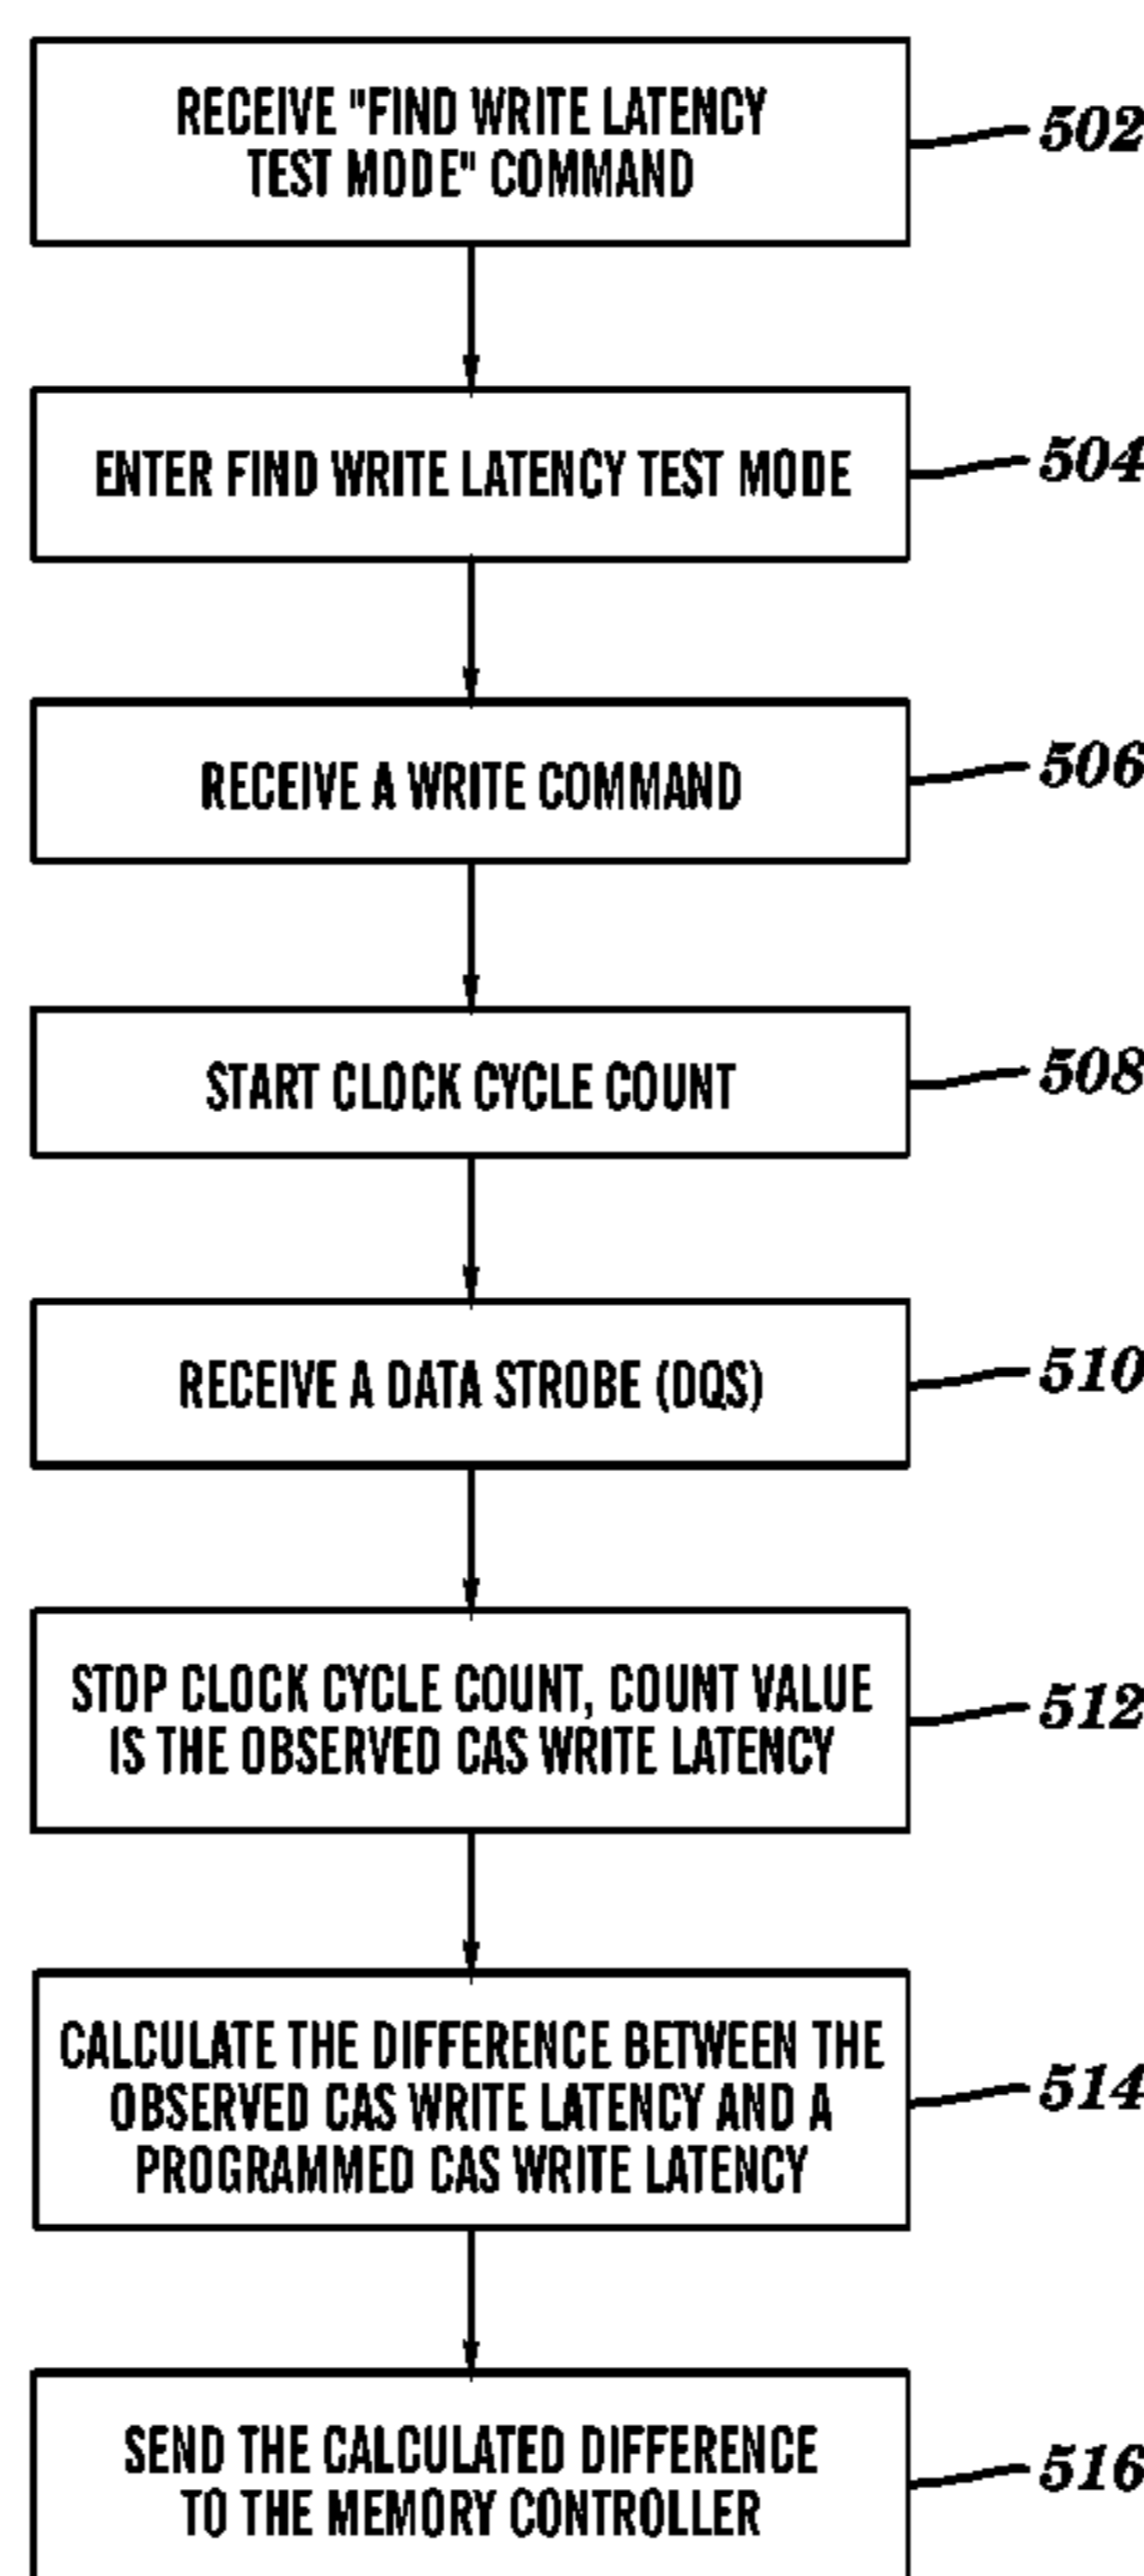 RECEIVE "FIND WRITE LATENCY
TEST MODE" COMMAND
502
ENTER FIND WRITE LATENCY TEST MODE
504
RECEIVE A WRITE COMMAND
506
START CLOCK CYCLE COUNT
508
RECEIVE A DATA STROBE (DQS)
510
STOP CLOCK CYCLE COUNT, COUNT VALUE
IS THE OBSERVED CAS WRITE LATENCY
512
CALCULATE THE DIFFERENCE BETWEEN THE
OBSERVED CAS WRITE LATENCY AND A
PROGRAMMED CAS WRITE LATENCY
514
SEND THE CALCULATED DIFFERENCE
TO THE MEMORY CONTROLLER
516